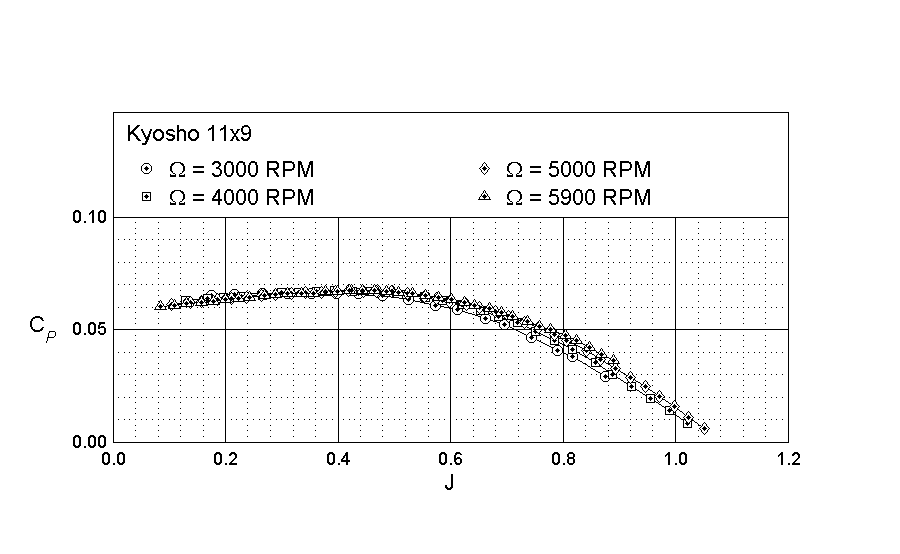 Kyosho 11x9
Ω = 3000 RPM
Ω = 5000 RPM
Ω = 4000 RPM
Ω = 5900 RPM
0.10
C_P
0.05
0.00
0.0 0.2 0.4 0.6 0.8 1.0 1.2
J